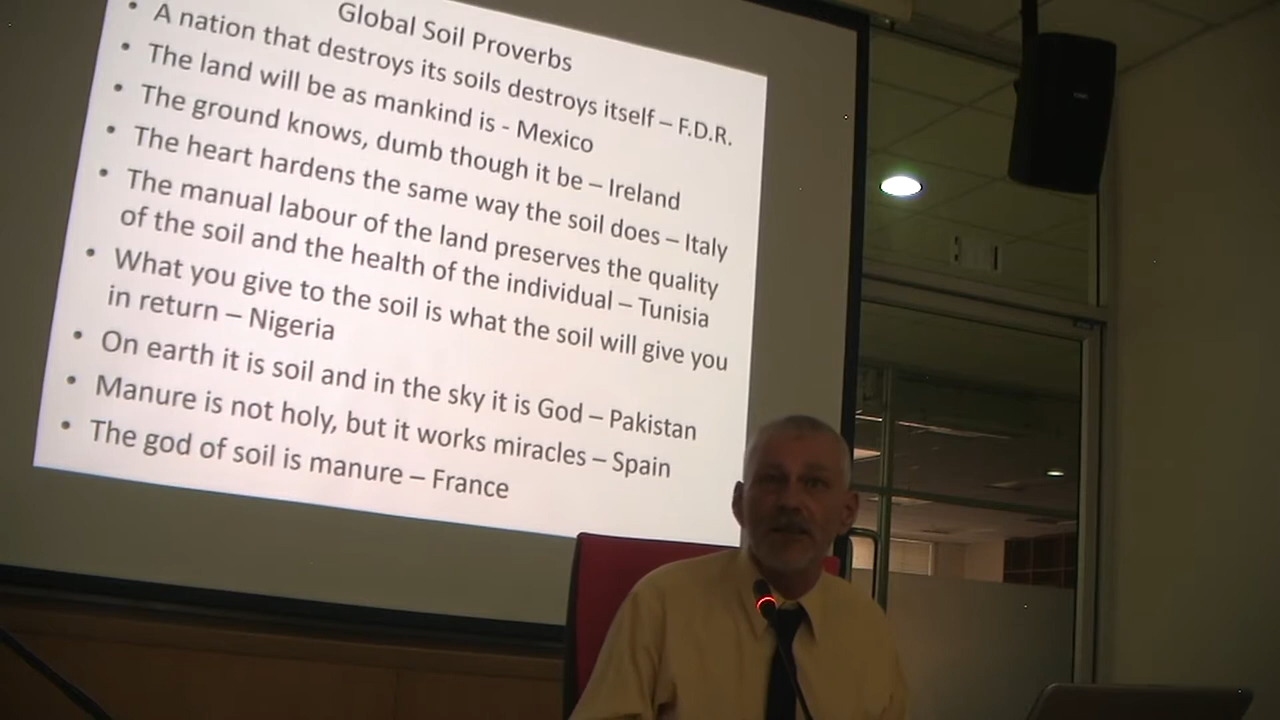 Global Soil Proverbs
• A nation that destroys its soils destroys itself – F.D.R.
• The land will be as mankind is - Mexico
• The ground knows, dumb though it be – Ireland
• The heart hardens the same way the soil does – Italy
• The manual labour of the land preserves the quality
of the soil and the health of the individual – Tunisia
• What you give to the soil is what the soil will give you
in return – Nigeria
• On earth it is soil and in the sky it is God – Pakistan
• Manure is not holy, but it works miracles – Spain
• The god of soil is manure – France